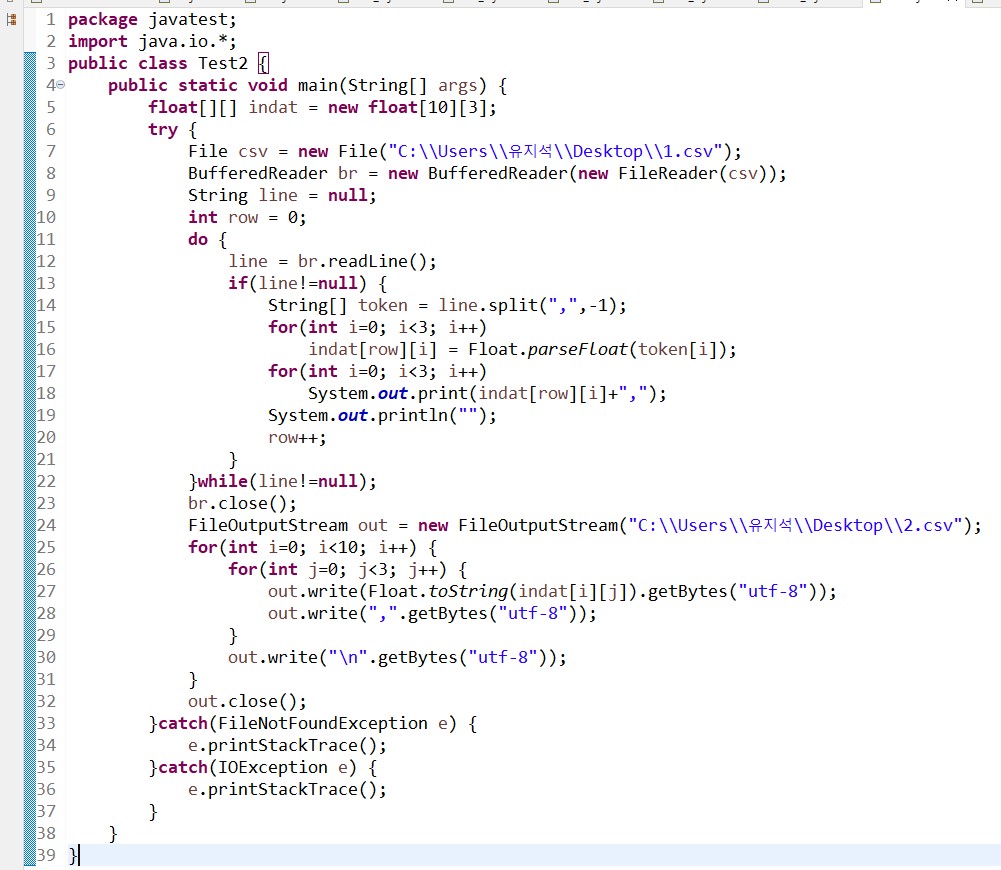 1 package javatest;
2 import java.io.*;
3 public class Test2 {
4 public static void main(String[] args) {
5 float[][] indat = new float[10][3];
6 try {
7 File csv = new File("C:\\Users\\유지석\\Desktop\\1.csv");
8 BufferedReader br = new BufferedReader(new FileReader(csv));
9 String line = null;
10 int row = 0;
11 do {
12 line = br.readLine();
13 if(line!=null) {
14 String[] token = line.split(",",-1);
15 for(int i=0; i<3; i++)
16 indat[row][i] = Float.parseFloat(token[i]);
17 for(int i=0; i<3; i++)
18 System.out.print(indat[row][i]+",");
19 System.out.println("");
20 row++;
21 }
22 }while(line!=null);
23 br.close();
24 FileOutputStream out = new FileOutputStream("C:\\Users\\유지석\\Desktop\\2.csv");
25 for(int i=0; i<10; i++) {
26 for(int j=0; j<3; j++) {
27 out.write(Float.toString(indat[i][j]).getBytes("utf-8"));
28 out.write(",".getBytes("utf-8"));
29 }
30 out.write("\n".getBytes("utf-8"));
31 }
32 out.close();
33 }catch(FileNotFoundException e) {
34 e.printStackTrace();
35 }catch(IOException e) {
36 e.printStackTrace();
37 }
38 }
39 }